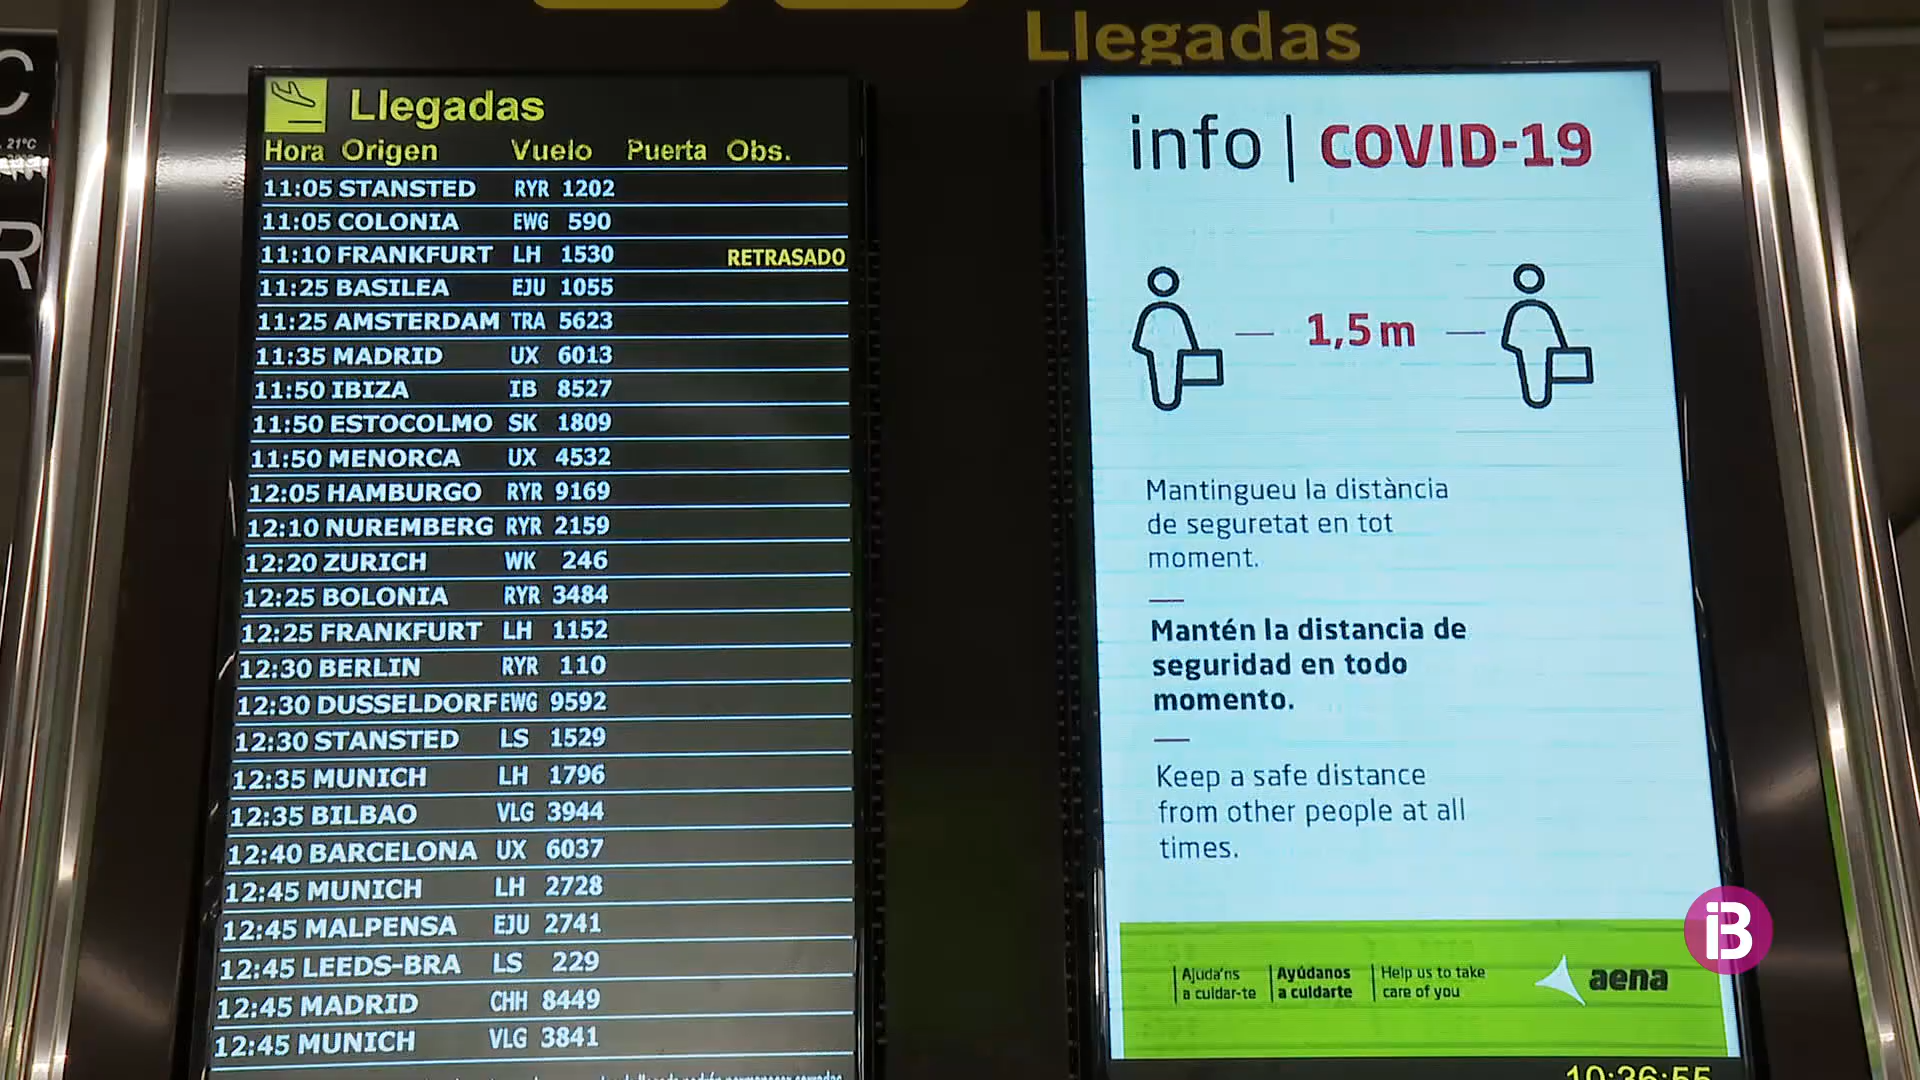 Llegadas
C
21ºC
R
Llegadas
Hora Origen Vuelo Puerta Obs.
11:05 STANSTED RYR 1202
11:05 COLONIA EWG 590
11:10 FRANKFURT LH 1530 RETRASADO
11:25 BASILEA EJU 1055
11:25 AMSTERDAM TRA 5623
11:35 MADRID UX 6013
11:50 IBIZA IB 8527
11:50 ESTOCOLMO SK 1809
11:50 MENORCA UX 4532
12:05 HAMBURGO RYR 9169
12:10 NUREMBERG RYR 2159
12:20 ZURICH WK 246
12:25 BOLONIA RYR 3484
12:25 FRANKFURT LH 1152
12:30 BERLIN RYR 110
12:30 DUSSELDORF EWG 9592
12:30 STANSTED LS 1529
12:35 MUNICH LH 1796
12:35 BILBAO VLG 3944
12:40 BARCELONA UX 6037
12:45 MUNICH LH 2728
12:45 MALPENSA EJU 2741
12:45 LEEDS-BRA LS 229
12:45 MADRID CHH 8449
12:45 MUNICH VLG 3841
info | COVID-19
1,5 m
Mantingueu la distància
de seguretat en tot
moment.
Mantén la distancia de
seguridad en todo
momento.
Keep a safe distance
from other people at all
times.
Ajuda'ns
a cuidar-te
Ayúdanos
a cuidarte
Help us to take
care of you
aena
IB
10:36:55